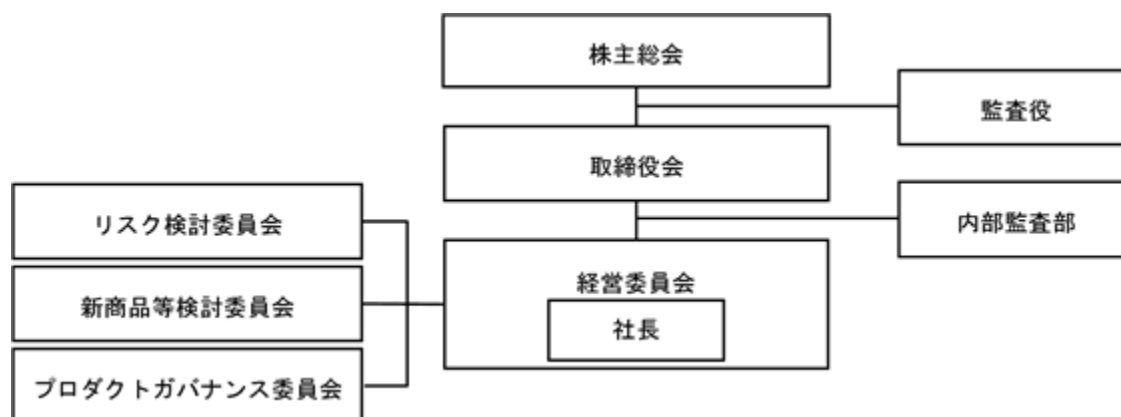 株主総会
監査役
取締役会
リスク検討委員会
内部監査部
経営委員会
新商品等検討委員会
社長
プロダクトガバナンス委員会